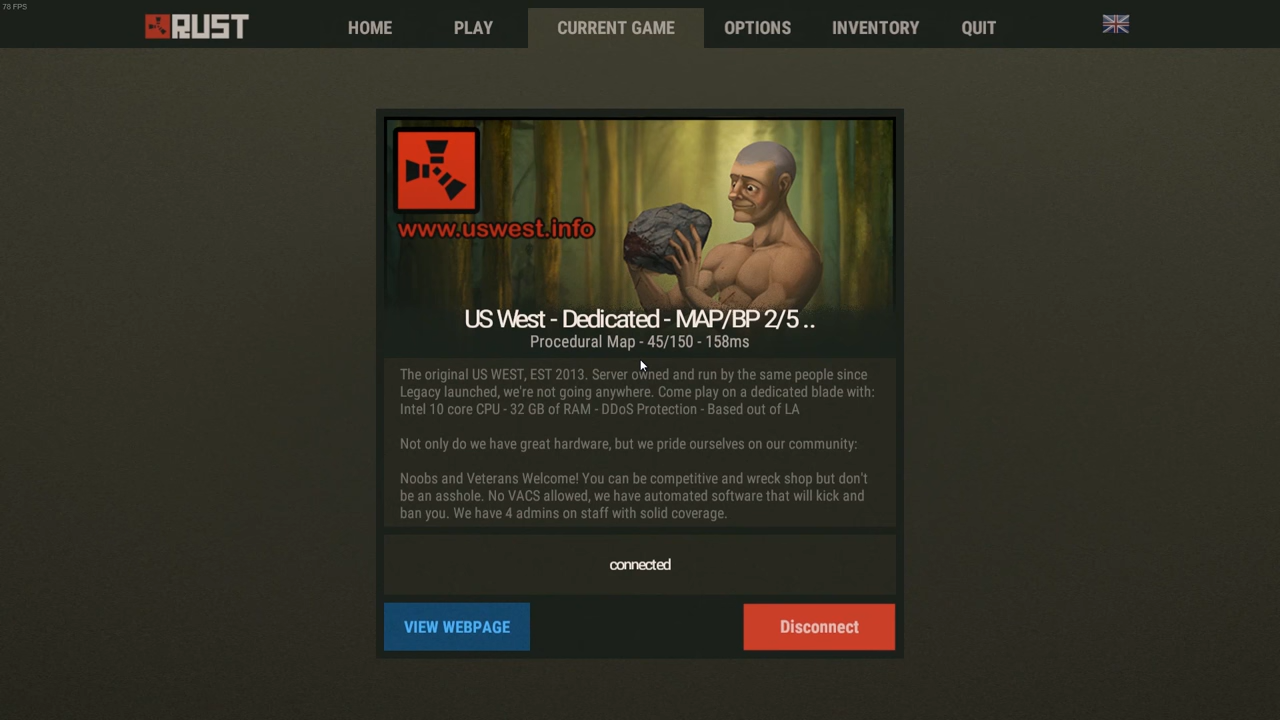 78 FPS
RUST
HOME
PLAY
CURRENT GAME
OPTIONS
INVENTORY
QUIT
www.uswest.info
US West - Dedicated - MAP/BP 2/5 ..
Procedural Map - 45/150 - 158ms
The original US WEST, EST 2013. Server owned and run by the same people since
Legacy launched, we're not going anywhere. Come play on a dedicated blade with:
Intel 10 core CPU - 32 GB of RAM - DDoS Protection - Based out of LA
Not only do we have great hardware, but we pride ourselves on our community:
Noobs and Veterans Welcome! You can be competitive and wreck shop but don't
be an asshole. No VACS allowed, we have automated software that will kick and
ban you. We have 4 admins on staff with solid coverage.
connected
VIEW WEBPAGE
Disconnect